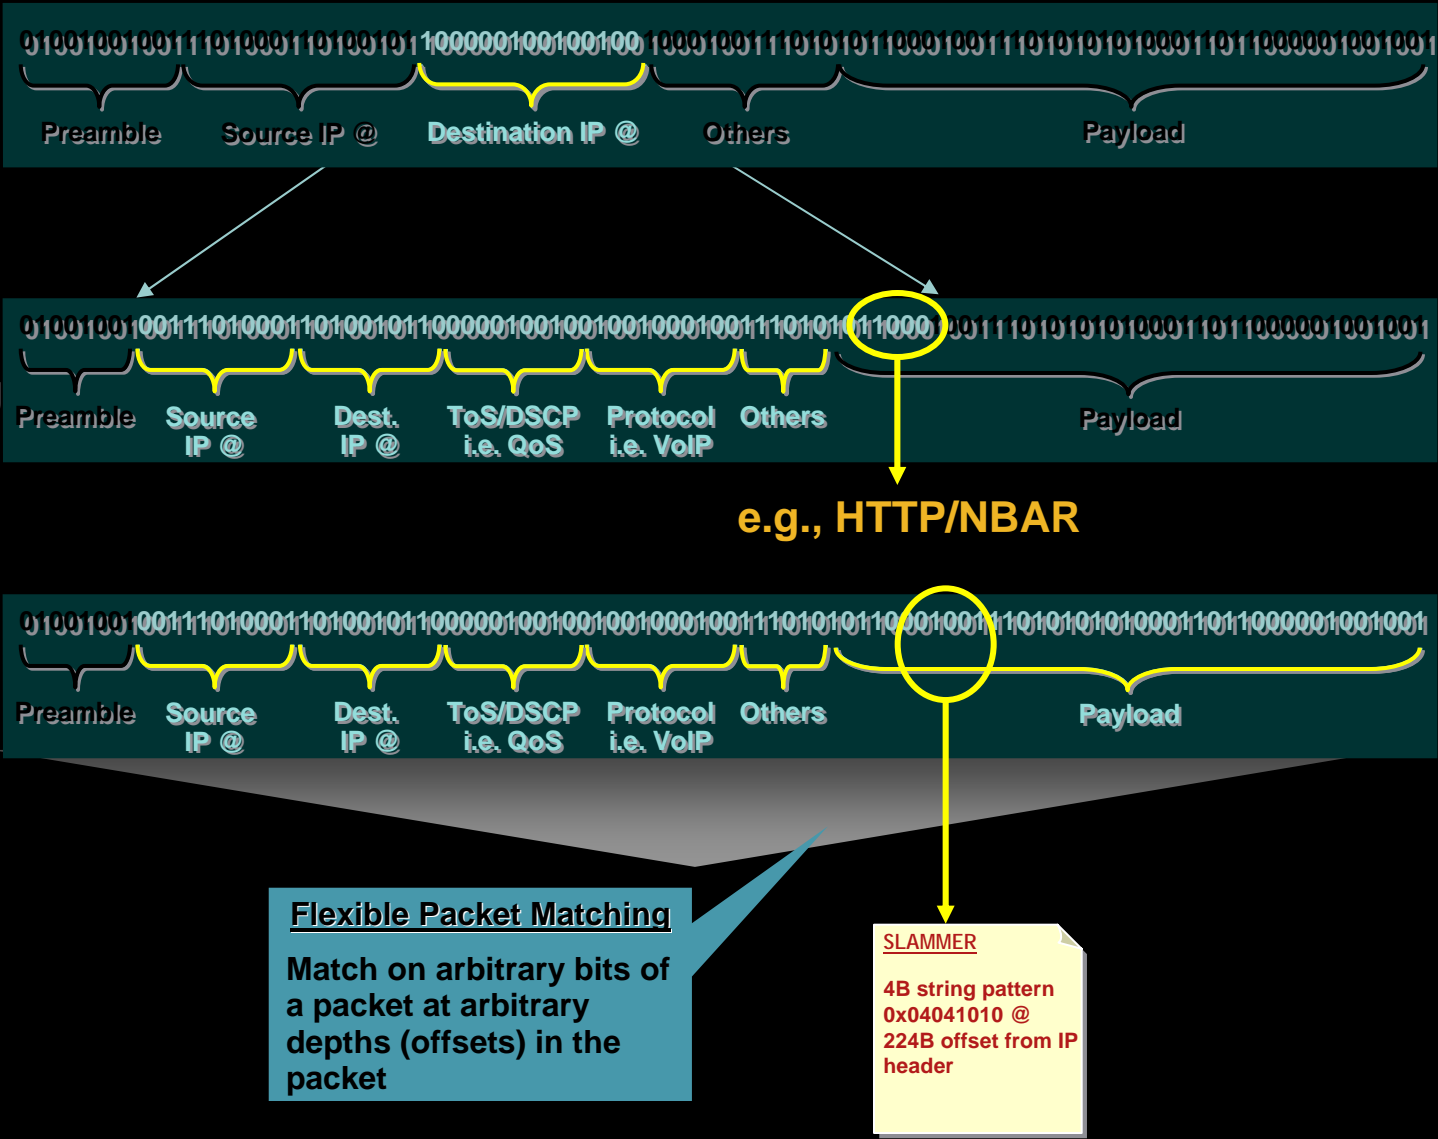 010010010011101000110100101100000100100100100010011101010110001001110101010100011011000001001001
Preamble Source IP @ Destination IP @ Others Payload
010010010011101000110100101100000100100100100010011101010110001001110101010100011011000001001001
Preamble Source Dest. ToS/DSCP Protocol Others Payload
IP @ IP @ i.e. QoS i.e. VoIP
e.g., HTTP/NBAR
010010010011101000110100101100000100100100100010011101010110001001110101010100011011000001001001
Preamble Source Dest. ToS/DSCP Protocol Others Payload
IP @ IP @ i.e. QoS i.e. VoIP
Flexible Packet Matching
Match on arbitrary bits of
a packet at arbitrary
depths (offsets) in the
packet
SLAMMER
4B string pattern
0x04041010 @
224B offset from IP
header